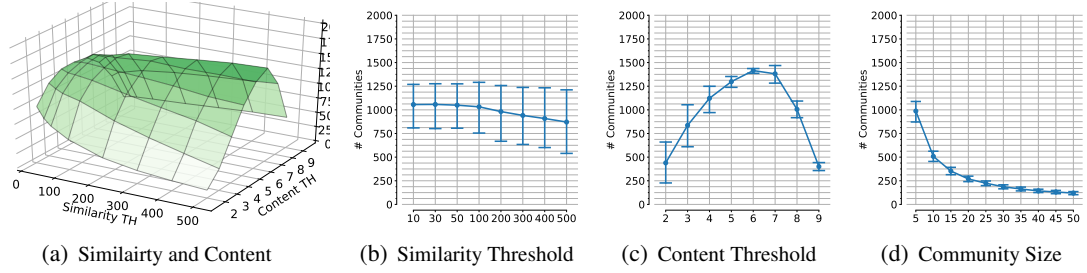 0 100 200 300 400 500
Similarity TH
2 3 4 5 6 7 8 9
Content TH
2000
1750
1500
1250
1000
750
500
250
0
# Communities
10 30 50 100 200 300 400 500
2000
1750
1500
1250
1000
750
500
250
0
# Communities
2 3 4 5 6 7 8 9
2000
1750
1500
1250
1000
750
500
250
0
# Communities
5 10 15 20 25 30 35 40 45 50
(a) Similairty and Content
(b) Similarity Threshold
(c) Content Threshold
(d) Community Size